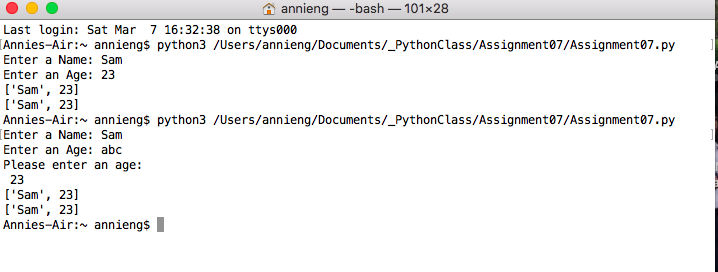 annieng — -bash — 101×28
Last login: Sat Mar  7 16:32:38 on ttys000
[Annies-Air:~ annieng$ python3 /Users/annieng/Documents/_PythonClass/Assignment07/Assignment07.py ]
Enter a Name: Sam
Enter an Age: 23
['Sam', 23]
['Sam', 23]
[Annies-Air:~ annieng$ python3 /Users/annieng/Documents/_PythonClass/Assignment07/Assignment07.py ]
Enter a Name: Sam
Enter an Age: abc
Please enter an age:
 23
['Sam', 23]
['Sam', 23]
Annies-Air:~ annieng$